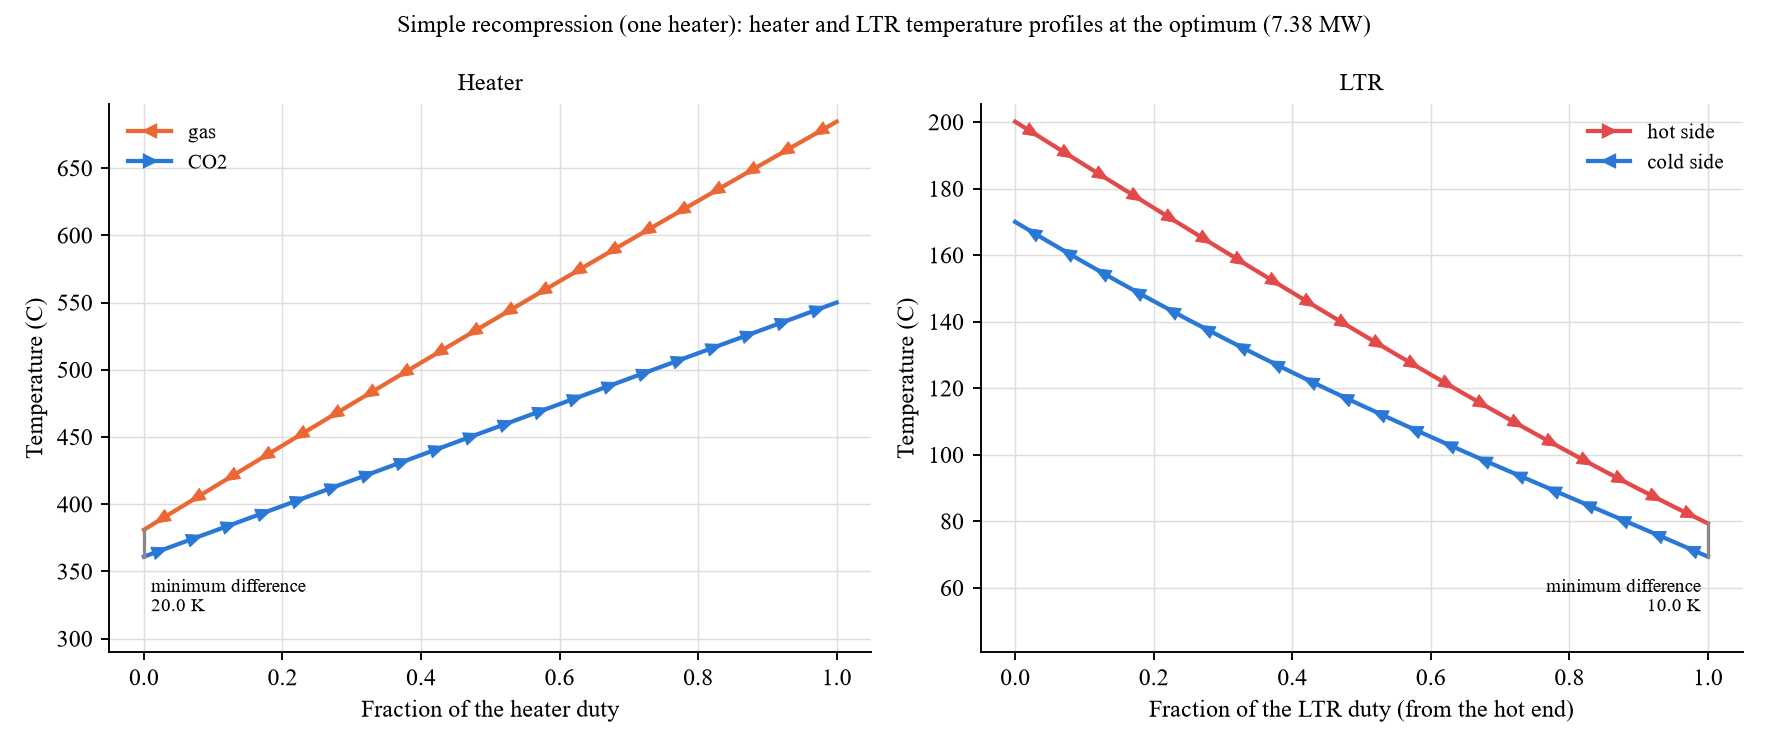 Simple recompression (one heater): heater and LTR temperature profiles at the optimum (7.38 MW)
Heater
gas
CO2
Temperature (C)
650
600
550
500
450
400
350
300
minimum difference
20.0 K
0.0 0.2 0.4 0.6 0.8 1.0
Fraction of the heater duty
LTR
hot side
cold side
Temperature (C)
200
180
160
140
120
100
80
60
minimum difference
10.0 K
0.0 0.2 0.4 0.6 0.8 1.0
Fraction of the LTR duty (from the hot end)